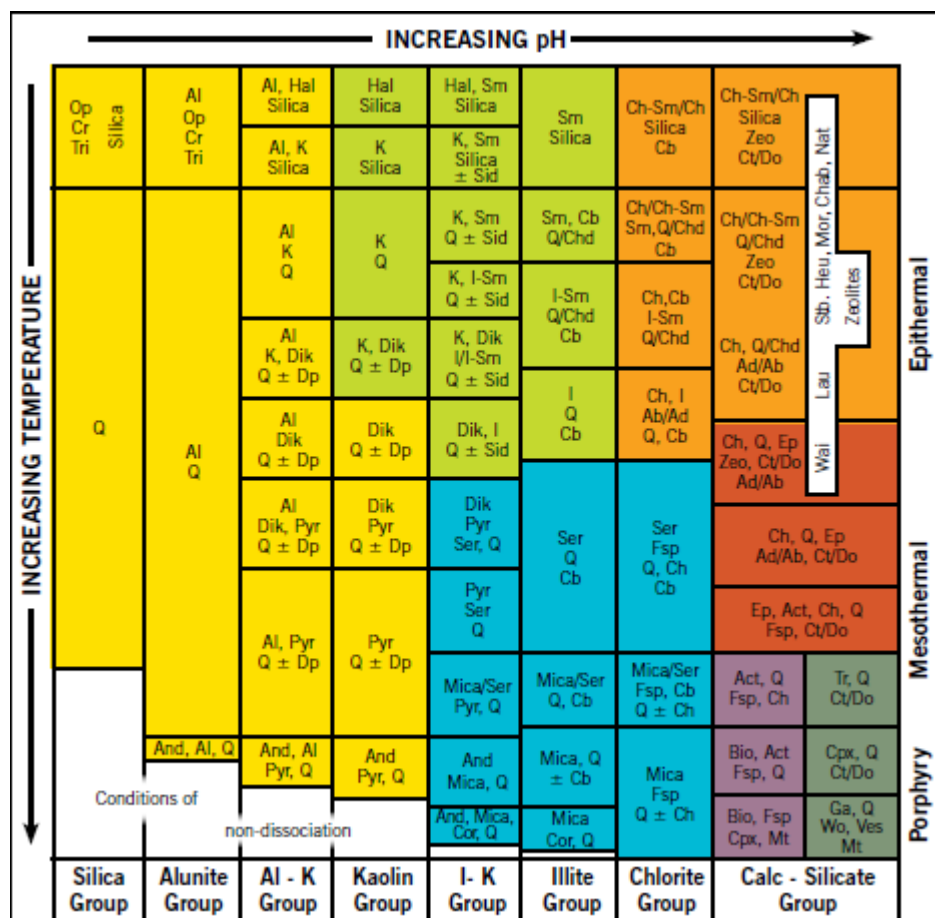 INCREASING pH
INCREASING TEMPERATURE
Op
Cr
Tri
Silica
Q
Conditions of
non-dissociation
Silica
Group
Al
Op
Cr
Tri
Al
Q
And, Al, Q
Alunite
Group
Al, Hal
Silica
Al, K
Silica
Al
K
Q
Al
K, Dik
Q ± Dp
Al
Dik
Q ± Dp
Al
Dik, Pyr
Q ± Dp
Al, Pyr
Q ± Dp
And, Al
Pyr, Q
Al - K
Group
Hal
Silica
K
Silica
K
Q
K, Dik
Q ± Dp
Dik
Q ± Dp
Dik
Pyr
Q ± Dp
Pyr
Q ± Dp
And
Pyr, Q
Kaolin
Group
Hal, Sm
Silica
K, Sm
Silica
± Sid
K, Sm
Q ± Sid
K, I-Sm
Q ± Sid
K, Dik
I/I-Sm
Q ± Sid
Dik, I
Q ± Sid
Dik
Pyr
Ser, Q
Pyr
Ser
Q
Mica/Ser
Pyr, Q
And
Mica, Q
And, Mica,
Cor, Q
I- K
Group
Sm
Silica
Sm, Cb
Q/Chd
I-Sm
Q/Chd
Cb
I
Q
Cb
Ser
Q
Cb
Mica/Ser
Q, Cb
Mica, Q
± Cb
Mica
Cor, Q
Illite
Group
Ch-Sm/Ch
Silica
Cb
Ch/Ch-Sm
Sm,Q/Chd
Cb
Ch,Cb
I-Sm
Q/Chd
Ch, I
Ab/Ad
Q, Cb
Ser
Fsp
Q, Ch
Cb
Mica/Ser
Fsp, Cb
Q ± Ch
Mica
Fsp
Q ± Ch
Chlorite
Group
Ch-Sm/Ch
Silica
Zeo
Ct/Do
Ch/Ch-Sm
Q/Chd
Zeo
Ct/Do
Ch, Q/Chd
Ad/Ab
Ct/Do
Ch, Q, Ep
Zeo, Ct/Do
Ad/Ab
Ch, Q, Ep
Ad/Ab, Ct/Do
Ep, Act, Ch, Q
Fsp, Ct/Do
Act, Q
Fsp, Ch
Tr, Q
Ct/Do
Bio, Act
Fsp, Q
Cpx, Q
Ct/Do
Bio, Fsp
Cpx, Mt
Ga, Q
Wo, Ves
Mt
Calc - Silicate
Group
Wai Lau Stb. Heu, Mor, Chab, Nat
Zeolites
Epithermal
Mesothermal
Porphyry